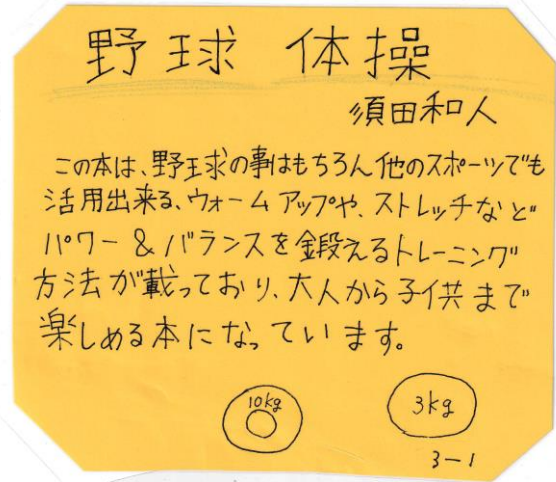 野球 体操
須田和人
この本は、野球の事はもちろん他のスポーツでも
活用出来る、ウォームアップや、ストレッチなど
パワー＆バランスを鍛えるトレーニング
方法が載っており、大人から子供まで
楽しめる本になっています。
10kg
3kg
3-1